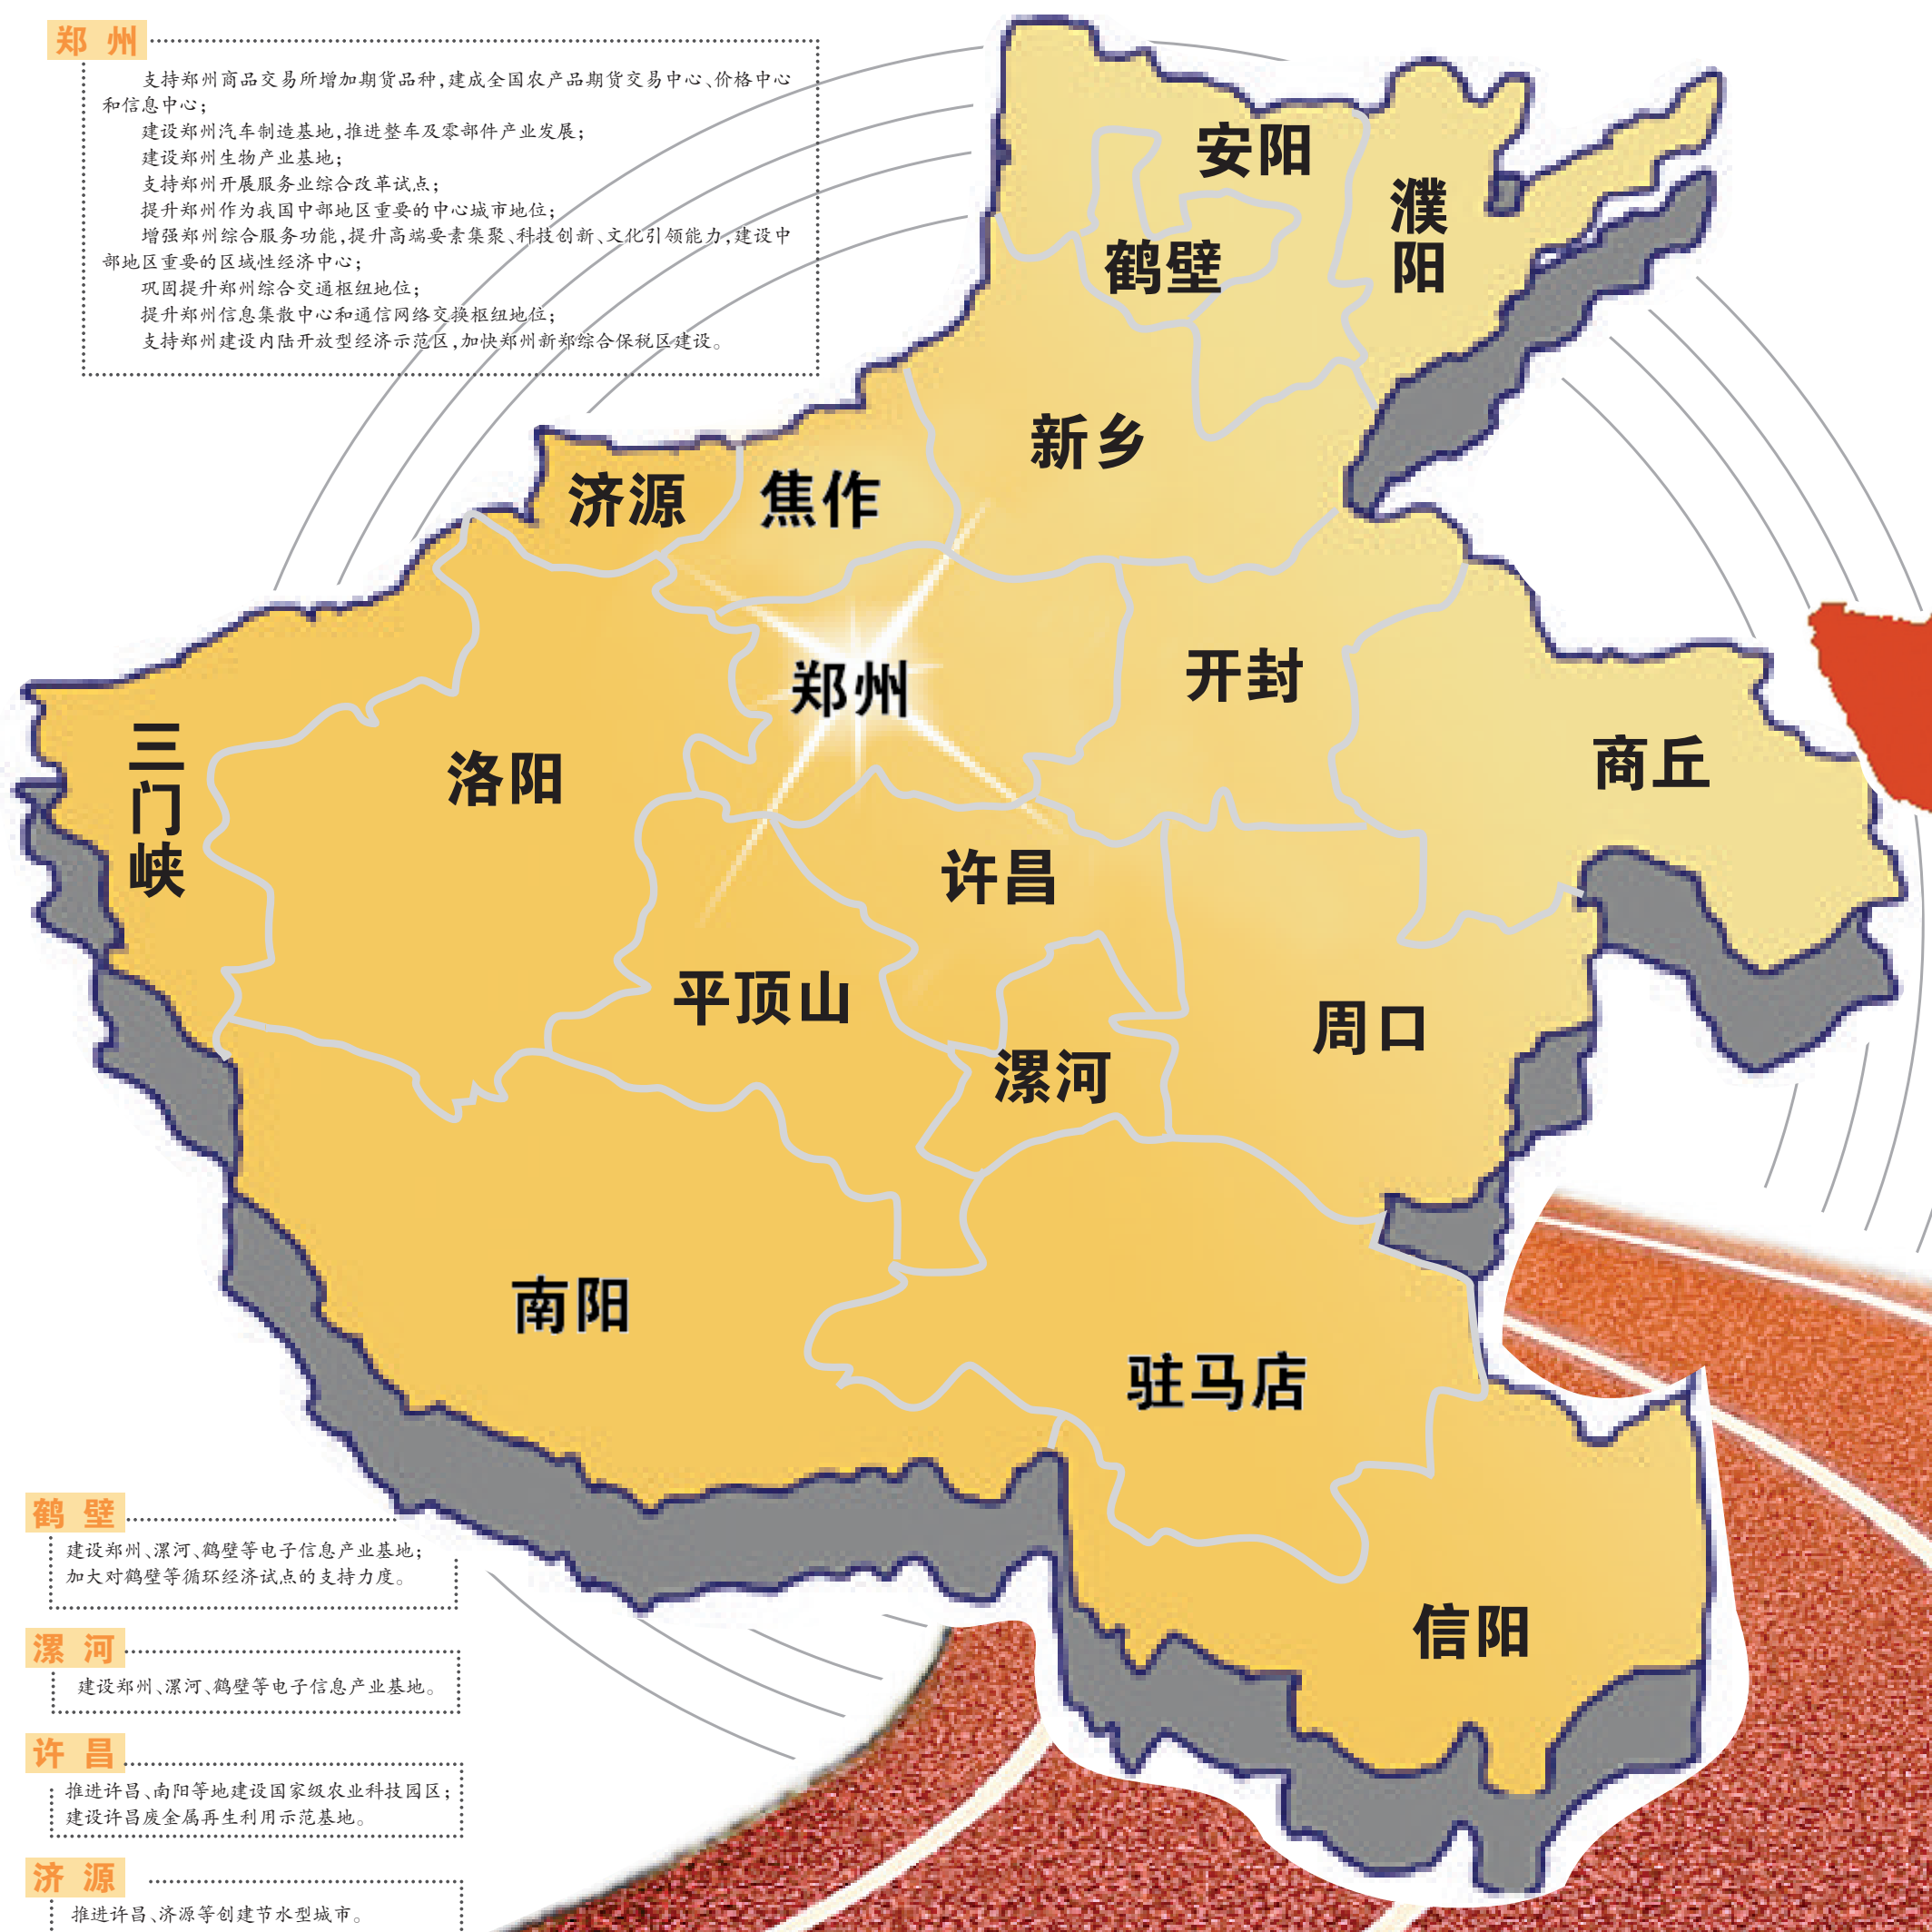 郑州
支持郑州商品交易所增加期货品种,建成全国农产品期货交易中心、价格中心
和信息中心;
建设郑州汽车制造基地,推进整车及零部件产业发展;
建设郑州生物产业基地;
支持郑州开展服务业综合改革试点;
提升郑州作为我国中部地区重要的中心城市地位;
增强郑州综合服务功能,提升高端要素集聚、科技创新、文化引领能力,建设中
部地区重要的区域性经济中心;
巩固提升郑州综合交通枢纽地位;
提升郑州信息集散中心和通信网络交换枢纽地位;
支持郑州建设内陆开放型经济示范区,加快郑州新郑综合保税区建设。
安阳
濮阳
鹤壁
新乡
济源
焦作
郑州
开封
三门峡
洛阳
商丘
许昌
平顶山
周口
漯河
南阳
驻马店
信阳
鹤壁
建设郑州、漯河、鹤壁等电子信息产业基地;
加大对鹤壁等循环经济试点的支持力度。
漯河
建设郑州、漯河、鹤壁等电子信息产业基地。
许昌
推进许昌、南阳等地建设国家级农业科技园区;
建设许昌废金属再生利用示范基地。
济源
推进许昌、济源等创建节水型城市。